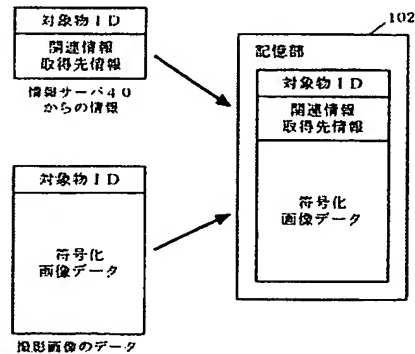 対象物ID
関連情報
取得先情報
情報サーバ40
からの情報
対象物ID
符号化
画像データ
撮影画像のデータ
102
記憶部
対象物ID
関連情報
取得先情報
符号化
画像データ